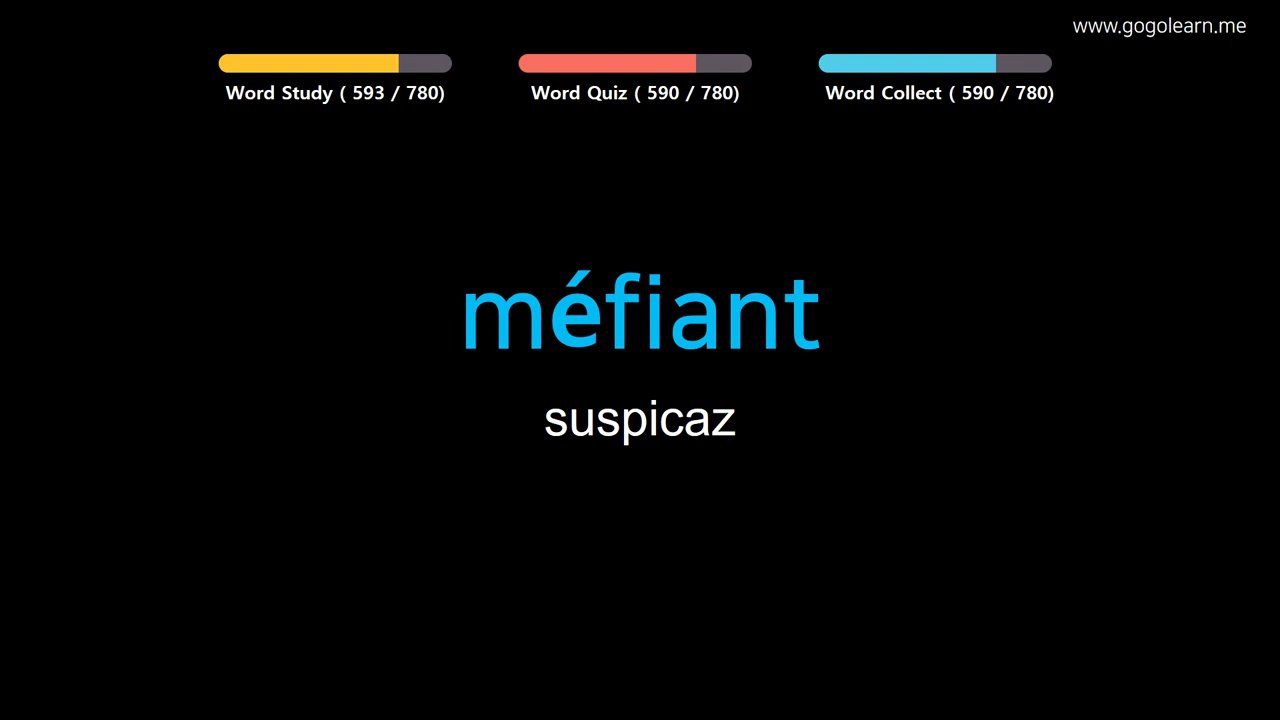 www.gogolearn.me
Word Study ( 593 / 780)
Word Quiz ( 590 / 780)
Word Collect ( 590 / 780)
méfiant
suspicaz